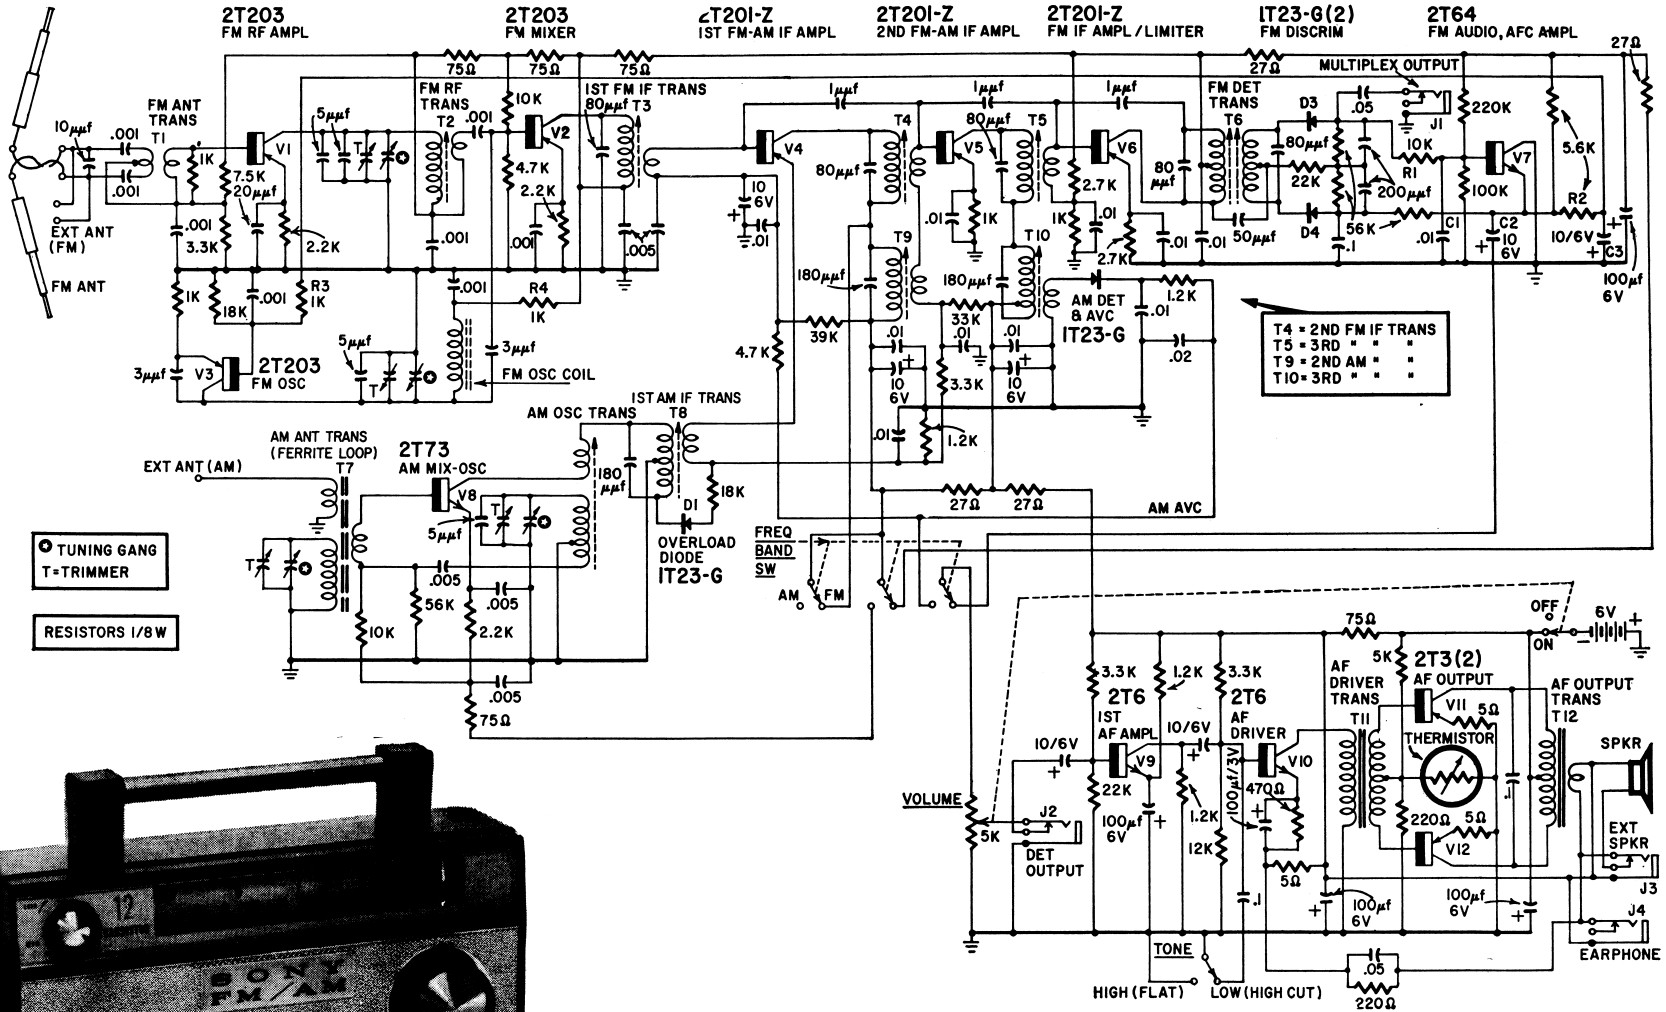 2T203
FM RF AMPL
2T203
FM MIXER
2T201-Z
1ST FM-AM IF AMPL
2T201-Z
2ND FM-AM IF AMPL
2T201-Z
FM IF AMPL/LIMITER
1T23-G(2)
FM DISCRIM
2T64
FM AUDIO, AFC AMPL
27Ω
75Ω
75Ω
75Ω
27Ω
MULTIPLEX OUTPUT
FM ANT
TRANS
T1
10μμf
.001
.001
1K
7.5K
20μμf
V1
5μμf
T
FM RF
TRANS
T2
.001
10K
4.7K
2.2K
V2
80μμf
1ST FM IF TRANS
T3
1μμf
1μμf
1μμf
V4
T4
80μμf
V5
80μμf
T5
V6
2.7K
80
μμf
FM DET
TRANS
T6
D3
.05
J1
80μμf
22K
10K
R1
200μμf
220K
100K
V7
5.6K
R2
EXT ANT
(FM)
FM ANT
.001
3.3K
2.2K
.001
.001
.005
10
6V
+
.01
.01
1K
1K
.01
2.7K
.01
.01
50μμf
D4
56K
.1
.01
C1
C2
10
6V
+
10/6V
+
C3
+
100μf
6V
1K
18K
.001
R3
1K
.001
R4
1K
T9
180μμf
T10
180μμf
AM DET
& AVC
1T23-G
1.2K
.01
.02
T4 = 2ND FM IF TRANS
T5 = 3RD " " "
T9 = 2ND AM " "
T10= 3RD " " "
3μμf
V3
2T203
FM OSC
5μμf
T
FM OSC COIL
3μμf
4.7K
39K
33K
.01
.01
.01
+
10
6V
3.3K
+
10
6V
.01
1.2K
AM ANT TRANS
(FERRITE LOOP)
T7
EXT ANT (AM)
2T73
AM MIX-OSC
V8
AM OSC TRANS
1ST AM IF TRANS
T8
180
μμf
5μμf
T
D1
18K
OVERLOAD
DIODE
1T23-G
27Ω
27Ω
AM AVC
FREQ
BAND
SW
AM
FM
✪ TUNING GANG
T=TRIMMER
RESISTORS 1/8W
T
.005
56K
.005
2.2K
10K
.005
75Ω
OFF
ON
6V
+
−
75Ω
3.3K
1.2K
3.3K
5K
2T6
1ST
AF AMPL
V9
2T6
AF
DRIVER
V10
AF
DRIVER
TRANS
T11
2T3(2)
AF OUTPUT
V11
5Ω
THERMISTOR
AF OUTPUT
TRANS
T12
SPKR
10/6V
+
10/6V
+
100μf/3V
470Ω
+
VOLUME
5K
J2
DET
OUTPUT
22K
100μf
6V
+
1.2K
12K
220Ω
5Ω
V12
5Ω
EXT
SPKR
J3
.1
+
100μf
6V
100μf
6V
+
J4
EARPHONE
TONE
HIGH (FLAT)
LOW (HIGH CUT)
.05
220Ω
12
SONY
FM/AM